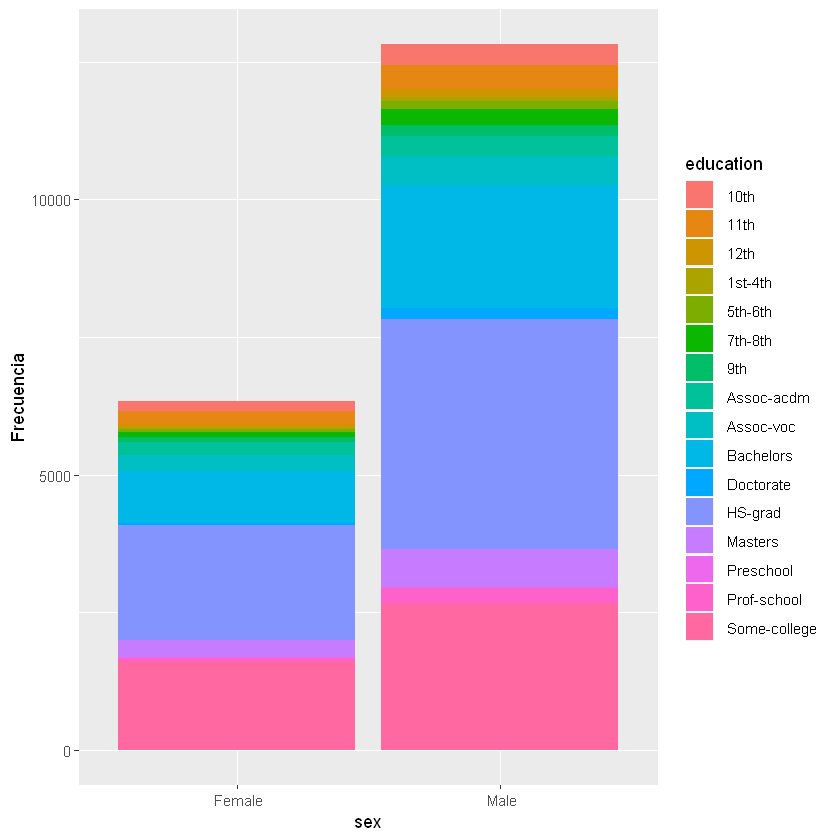 Frecuencia
10000
5000
0
Female
Male
sex
education
10th
11th
12th
1st-4th
5th-6th
7th-8th
9th
Assoc-acdm
Assoc-voc
Bachelors
Doctorate
HS-grad
Masters
Preschool
Prof-school
Some-college